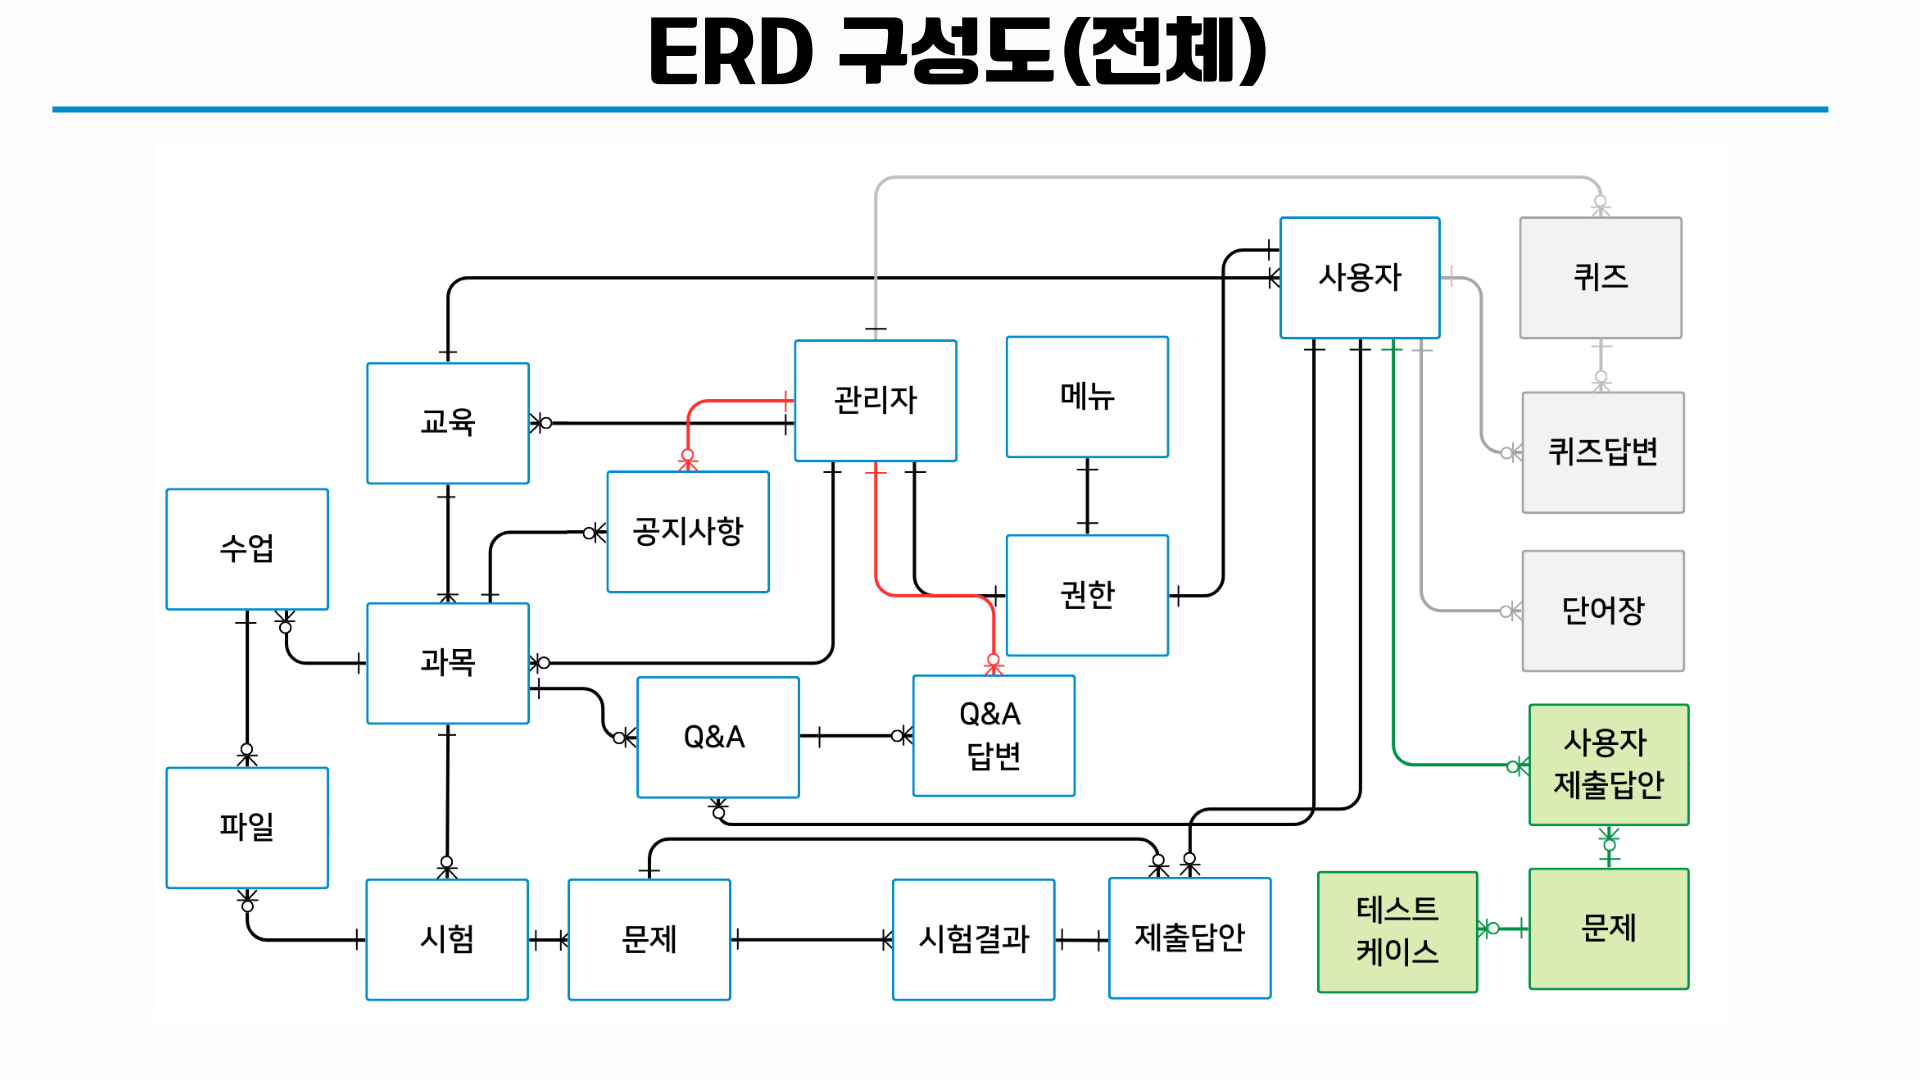 ERD 구성도(전체)
사용자
퀴즈
교육
관리자
메뉴
퀴즈답변
수업
공지사항
권한
단어장
과목
Q&A
Q&A
답변
사용자
제출답안
파일
시험
문제
시험결과
제출답안
테스트
케이스
문제